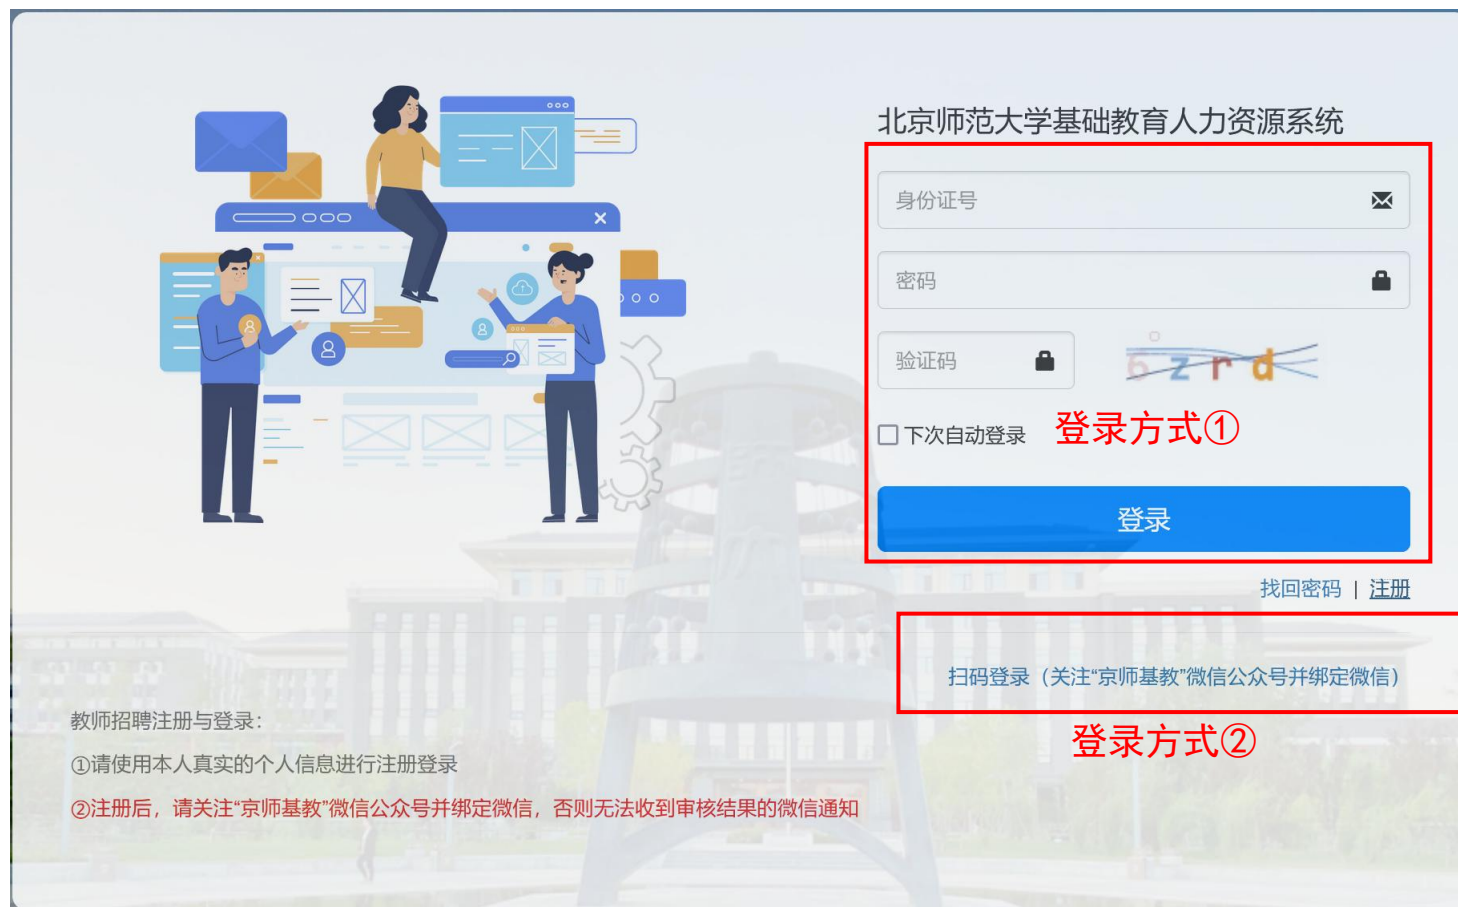 北京师范大学基础教育人力资源系统
身份证号
密码
验证码
6zrd
下次自动登录
登录方式①
登录
找回密码 | 注册
扫码登录（关注“京师基教”微信公众号并绑定微信）
登录方式②
教师招聘注册与登录：
①请使用本人真实的个人信息进行注册登录
②注册后，请关注“京师基教”微信公众号并绑定微信，否则无法收到审核结果的微信通知